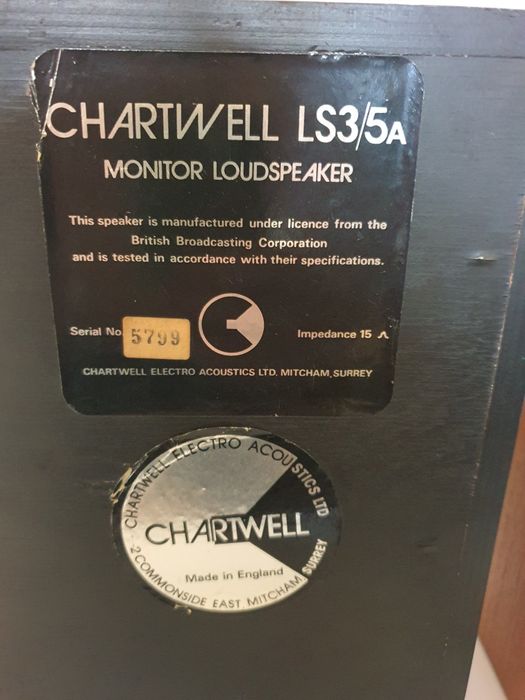 CHARTWELL LS3/5A
MONITOR LOUDSPEAKER
This speaker is manufactured under licence from the
British Broadcasting Corporation
and is tested in accordance with their specifications.
Serial No 5799
Impedance 15 Ω
CHARTWELL ELECTRO ACOUSTICS LTD. MITCHAM, SURREY
CHARTWELL ELECTRO ACOUSTICS LTD
CHARTWELL
Made in England
2 COMMONSIDE EAST MITCHAM SURREY